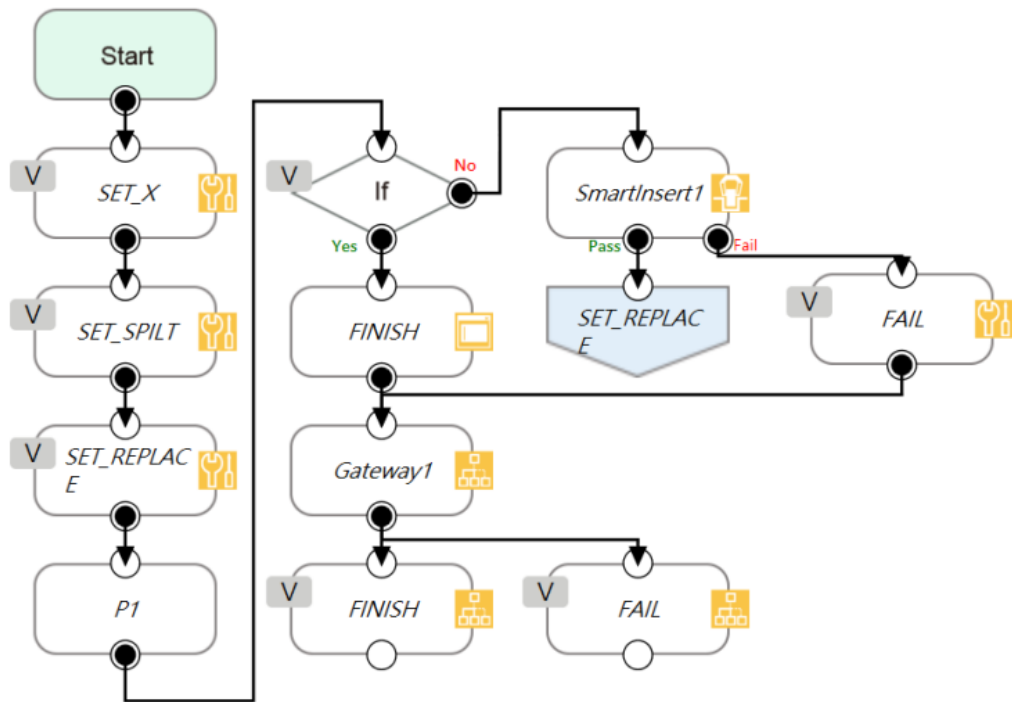 Start
V
SET_X
V
SET_SPILT
V
SET_REPLAC
E
P1
V
If
No
Yes
SmartInsert1
Pass
Fail
V
FINISH
SET_REPLAC
E
V
FAIL
Gateway1
V
FINISH
V
FAIL